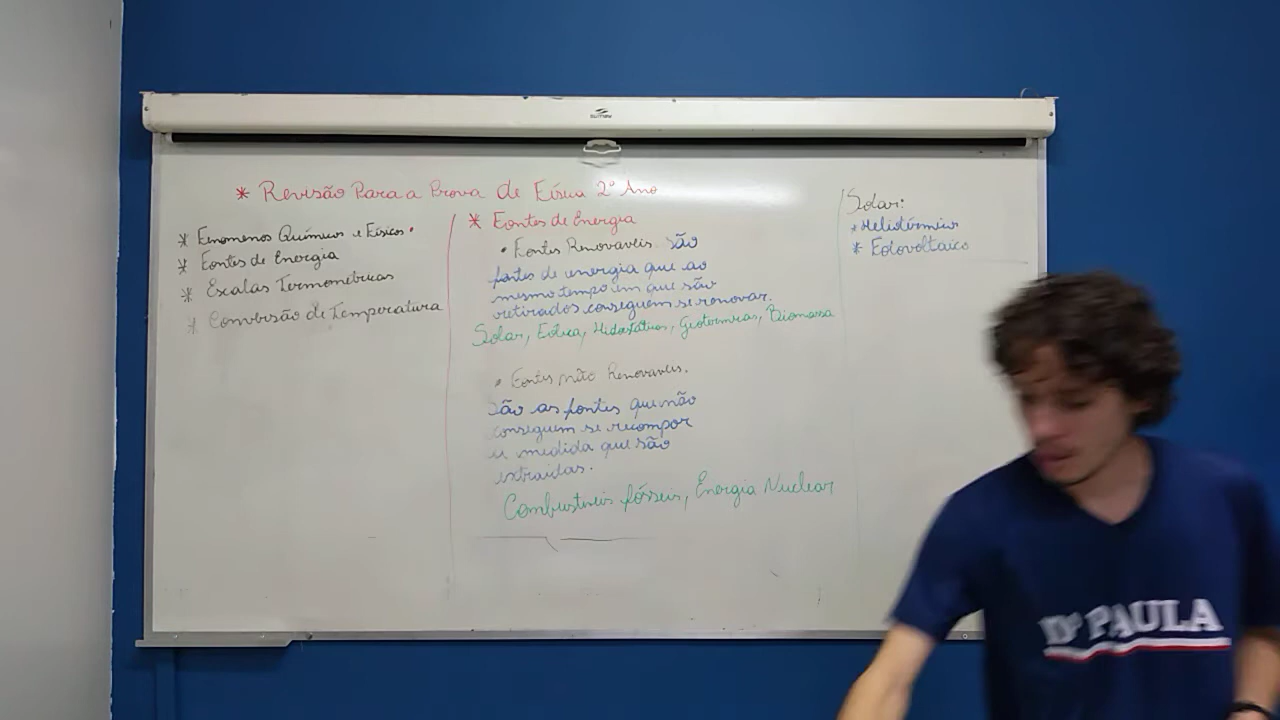 * Revisão Para a Prova de Física 2º Ano
* Fenomenos Químicos e Físicos.
* Fontes de Energia
* Escalas Termometricas
* Conversão de Temperatura
* Fontes de Energia
• Fontes Renovaveis. São
fontes de energia que ao
mesmo tempo em que são
retirados conseguem se renovar.
Solar, Eólica, Geotermicas, Biomassa
• Fontes não Renovaveis.
São as fontes que não
conseguem se recompor
a medida que são
extraidas.
Combustiveis fósseis, Energia Nuclear
Solar:
* Heliotérmica
* Fotovoltaica
Dº PAULA